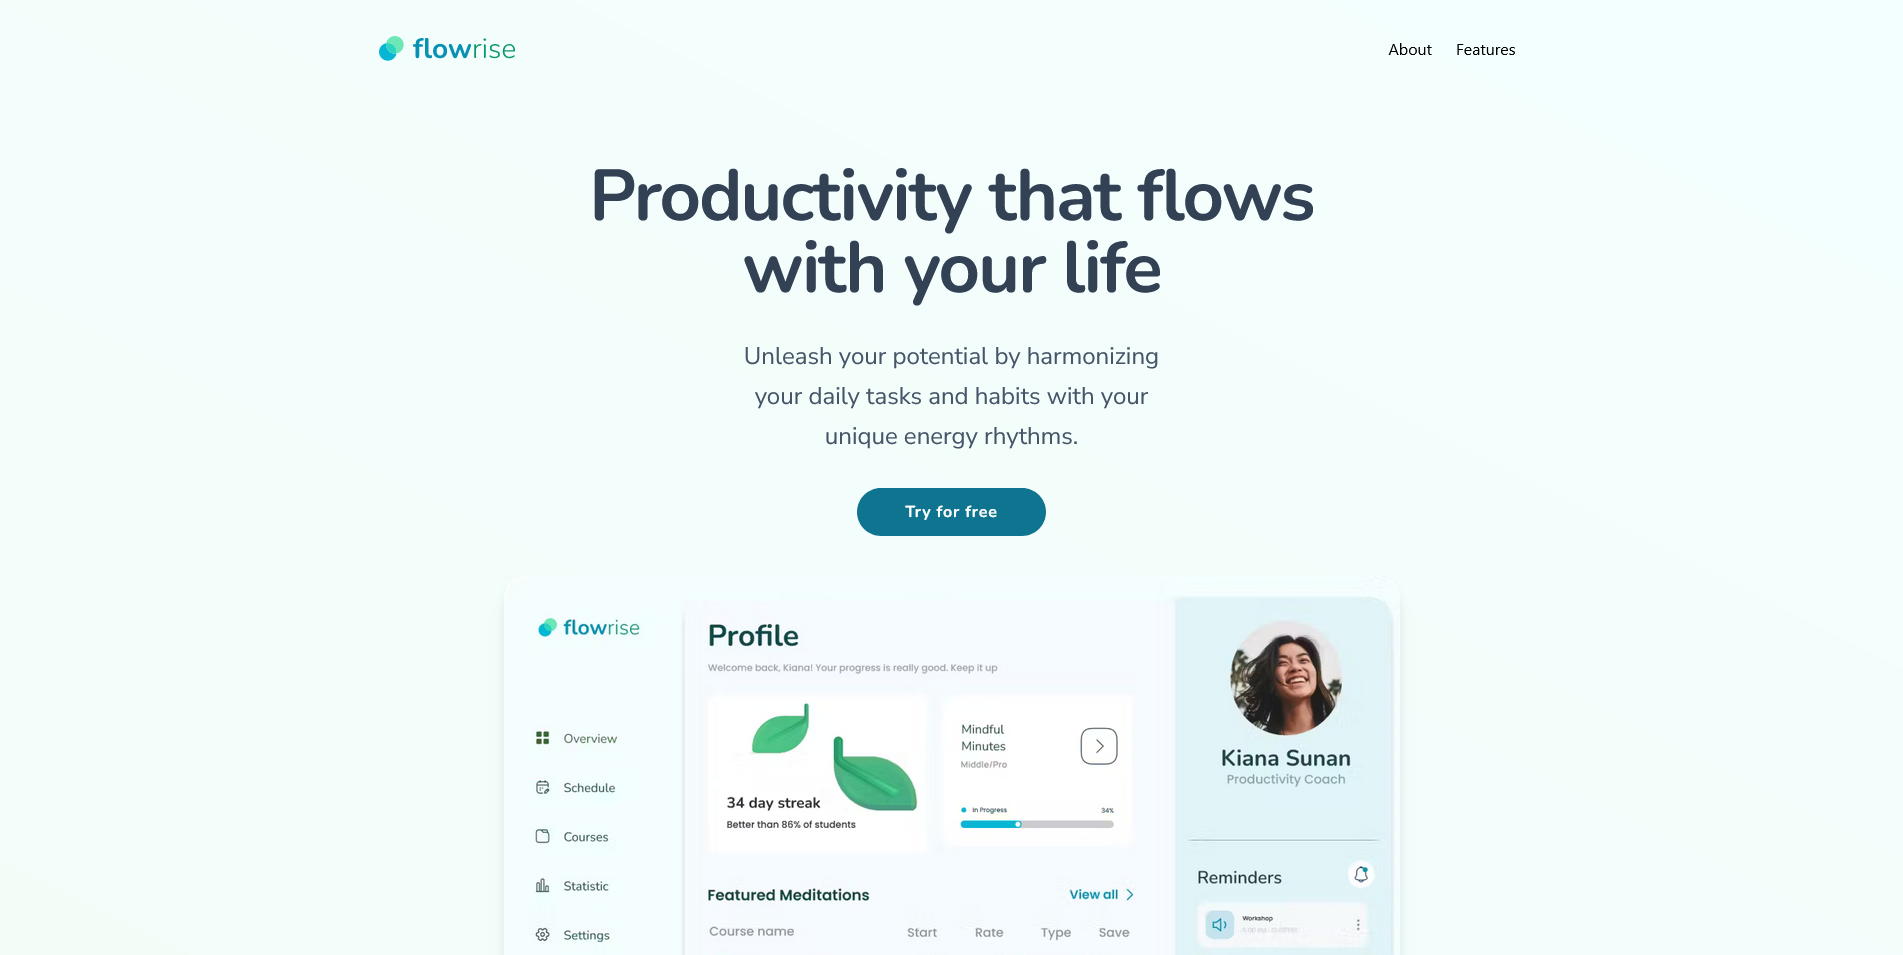 flowrise
About
Features
Productivity that flows
with your life
Unleash your potential by harmonizing
your daily tasks and habits with your
unique energy rhythms.
Try for free
flowrise
Overview
Schedule
Courses
Statistic
Settings
Profile
Welcome back, Kiana! Your progress is really good. Keep it up
34 day streak
Better than 86% of students
Mindful
Minutes
Middle/Pro
In Progress
34%
Featured Meditations
View all
Course name
Start
Rate
Type
Save
Kiana Sunan
Productivity Coach
Reminders
Workshop